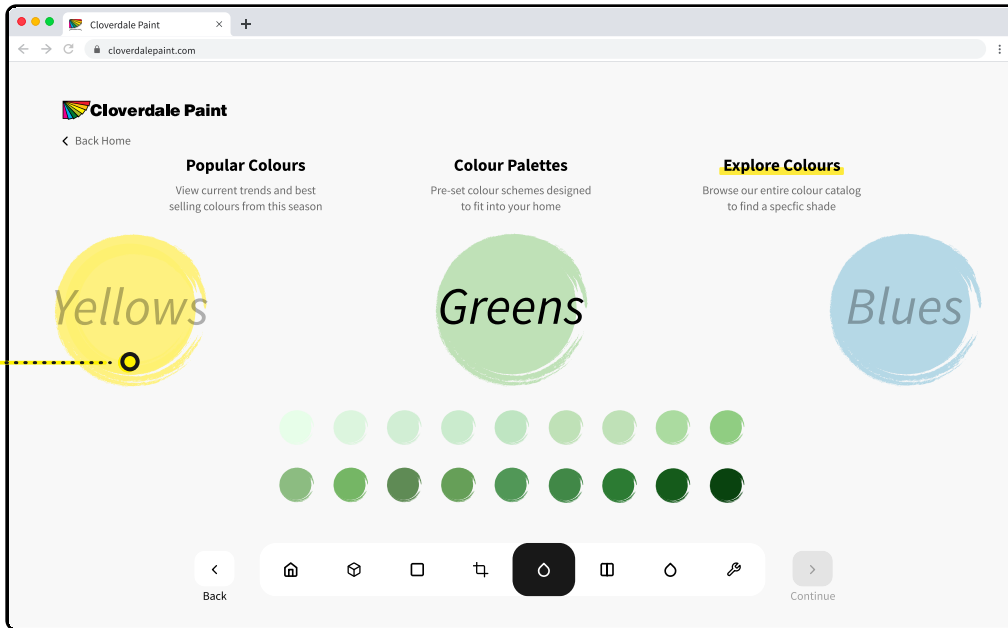 Cloverdale Paint
cloverdalepaint.com
Cloverdale Paint
Back Home
Popular Colours
View current trends and best
selling colours from this season
Colour Palettes
Pre-set colour schemes designed
to fit into your home
Explore Colours
Browse our entire colour catalog
to find a specfic shade
Yellows
Greens
Blues
Back
Continue